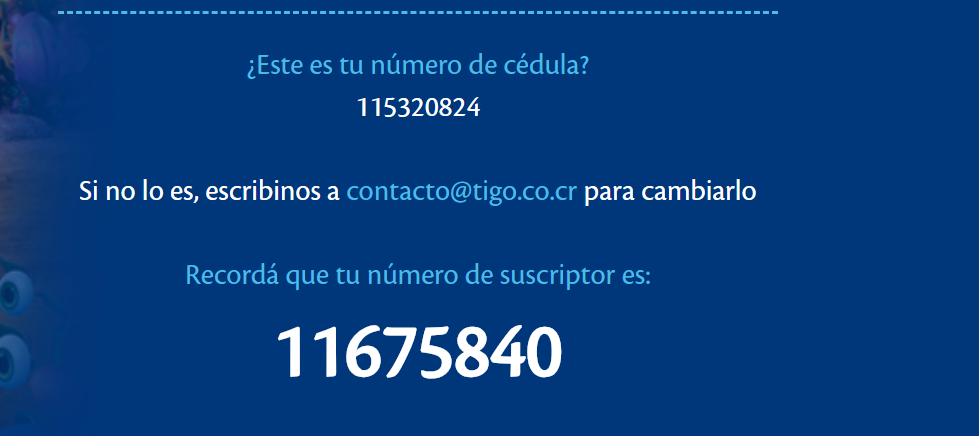 ¿Este es tu número de cédula?
115320824
Si no lo es, escribinos a contacto@tigo.co.cr para cambiarlo
Recordá que tu número de suscriptor es:
11675840